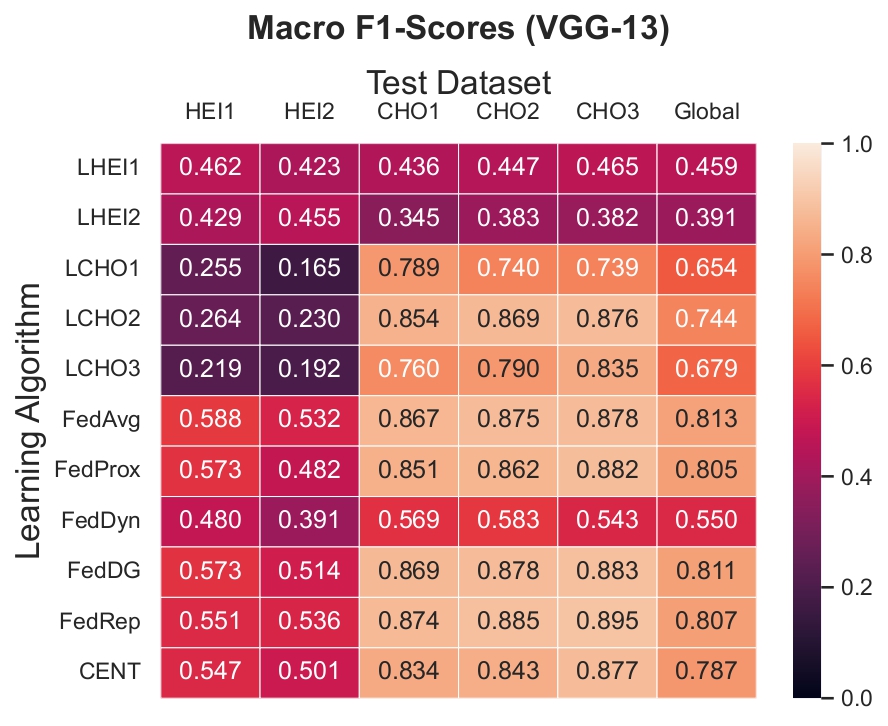 Macro F1-Scores (VGG-13)
Test Dataset
HEI1 HEI2 CHO1 CHO2 CHO3 Global
Learning Algorithm
LHEI1 0.462 0.423 0.436 0.447 0.465 0.459
LHEI2 0.429 0.455 0.345 0.383 0.382 0.391
LCHO1 0.255 0.165 0.789 0.740 0.739 0.654
LCHO2 0.264 0.230 0.854 0.869 0.876 0.744
LCHO3 0.219 0.192 0.760 0.790 0.835 0.679
FedAvg 0.588 0.532 0.867 0.875 0.878 0.813
FedProx 0.573 0.482 0.851 0.862 0.882 0.805
FedDyn 0.480 0.391 0.569 0.583 0.543 0.550
FedDG 0.573 0.514 0.869 0.878 0.883 0.811
FedRep 0.551 0.536 0.874 0.885 0.895 0.807
CENT 0.547 0.501 0.834 0.843 0.877 0.787
1.0
0.8
0.6
0.4
0.2
0.0